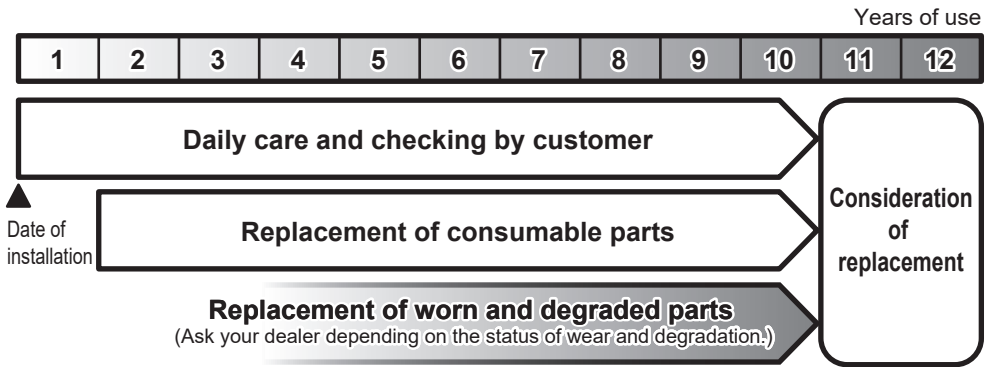 Years of use
1 2 3 4 5 6 7 8 9 10 11 12
Daily care and checking by customer
Date of
installation
Replacement of consumable parts
Replacement of worn and degraded parts
(Ask your dealer depending on the status of wear and degradation.)
Consideration
of
replacement